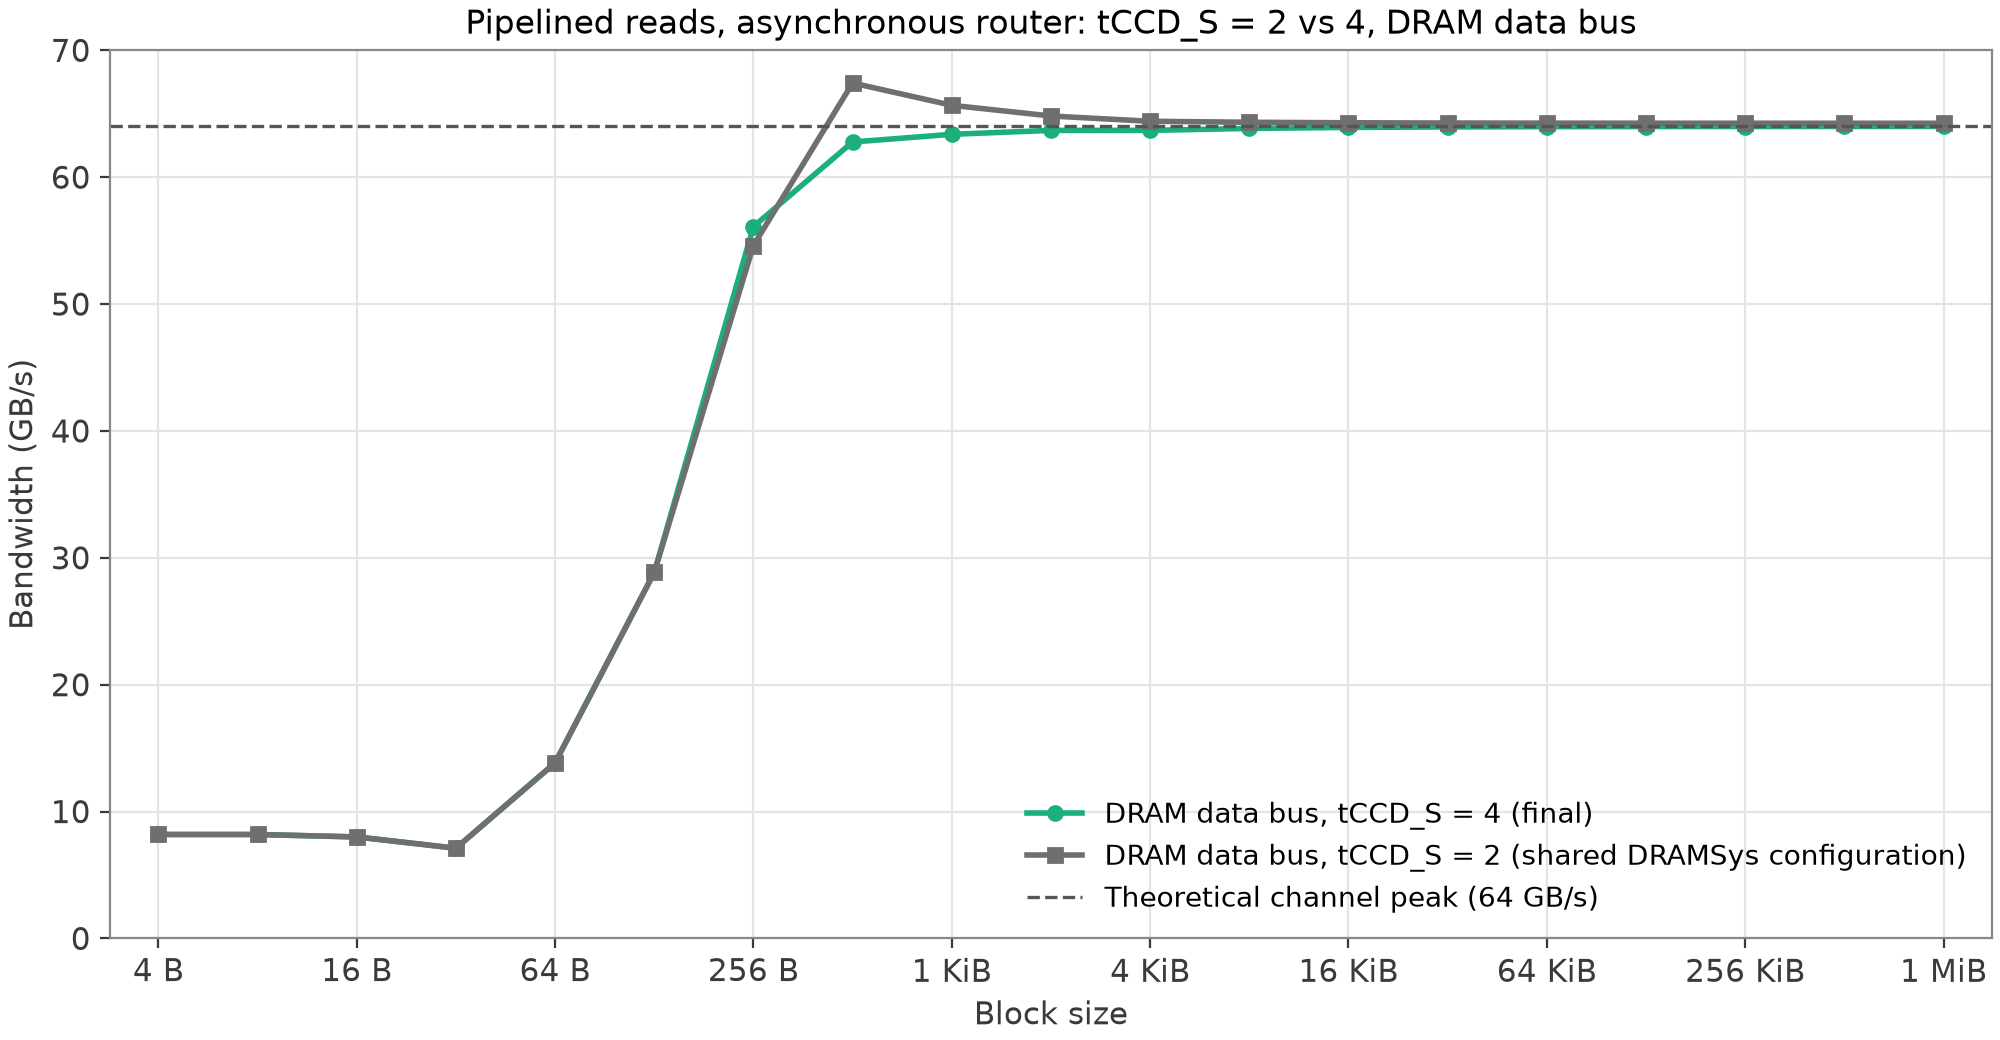 Pipelined reads, asynchronous router: tCCD_S = 2 vs 4, DRAM data bus
70
60
50
40
30
20
10
0
Bandwidth (GB/s)
DRAM data bus, tCCD_S = 4 (final)
DRAM data bus, tCCD_S = 2 (shared DRAMSys configuration)
Theoretical channel peak (64 GB/s)
4 B 16 B 64 B 256 B 1 KiB 4 KiB 16 KiB 64 KiB 256 KiB 1 MiB
Block size